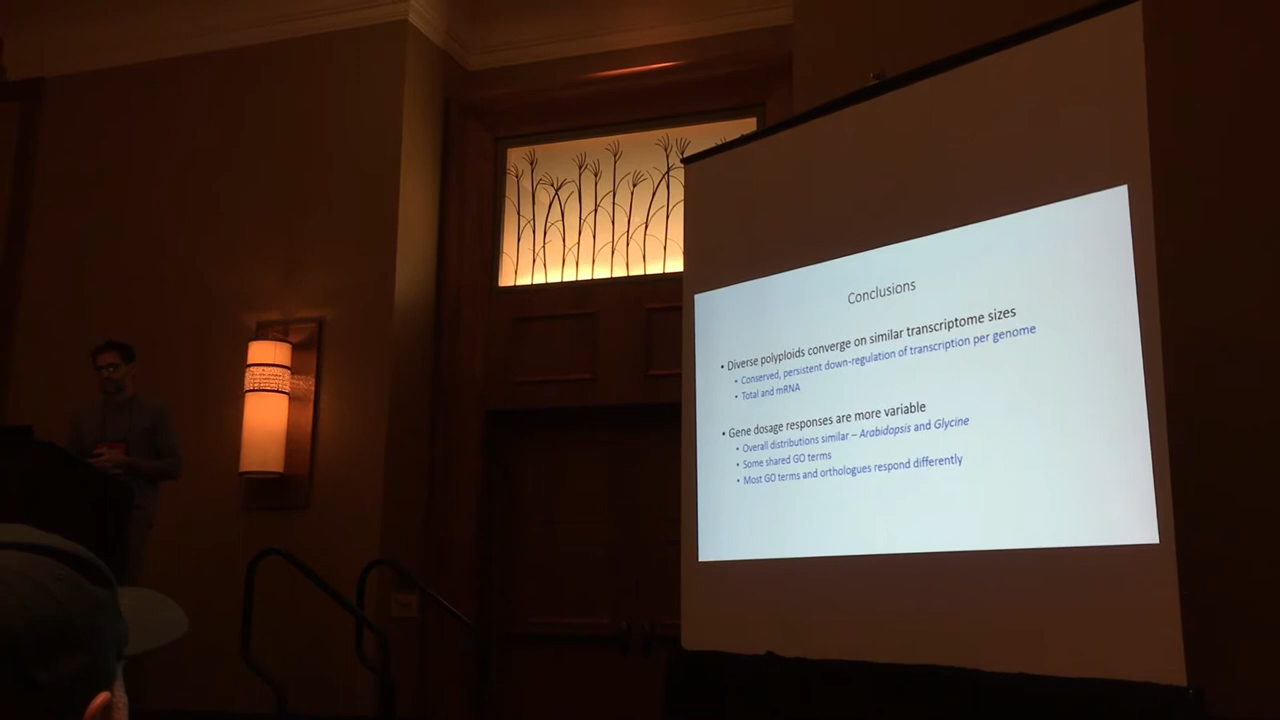 Conclusions
• Diverse polyploids converge on similar transcriptome sizes
• Conserved, persistent down-regulation of transcription per genome
• Total and mRNA
• Gene dosage responses are more variable
• Overall distributions similar – Arabidopsis and Glycine
• Some shared GO terms
• Most GO terms and orthologues respond differently